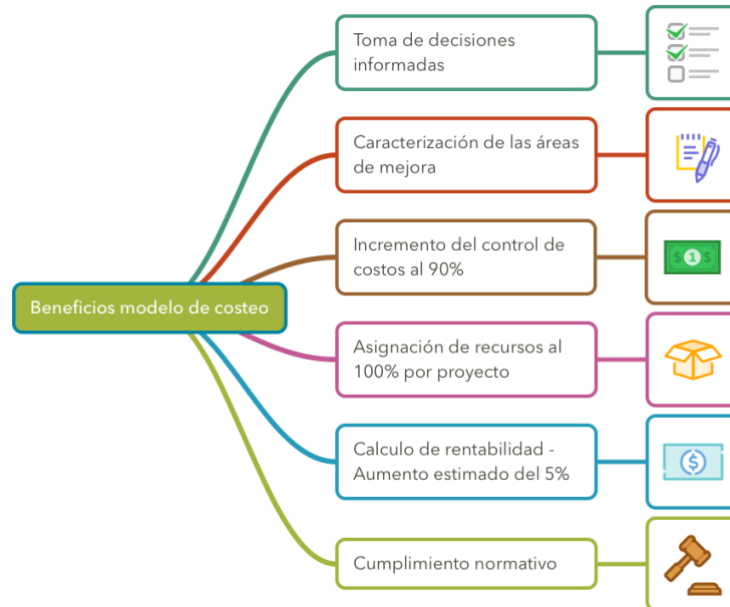 Toma de decisiones
informadas
Caracterización de las áreas
de mejora
Incremento del control de
costos al 90%
$ 1 $
Beneficios modelo de costeo
Asignación de recursos al
100% por proyecto
Calculo de rentabilidad -
Aumento estimado del 5%
$
Cumplimiento normativo